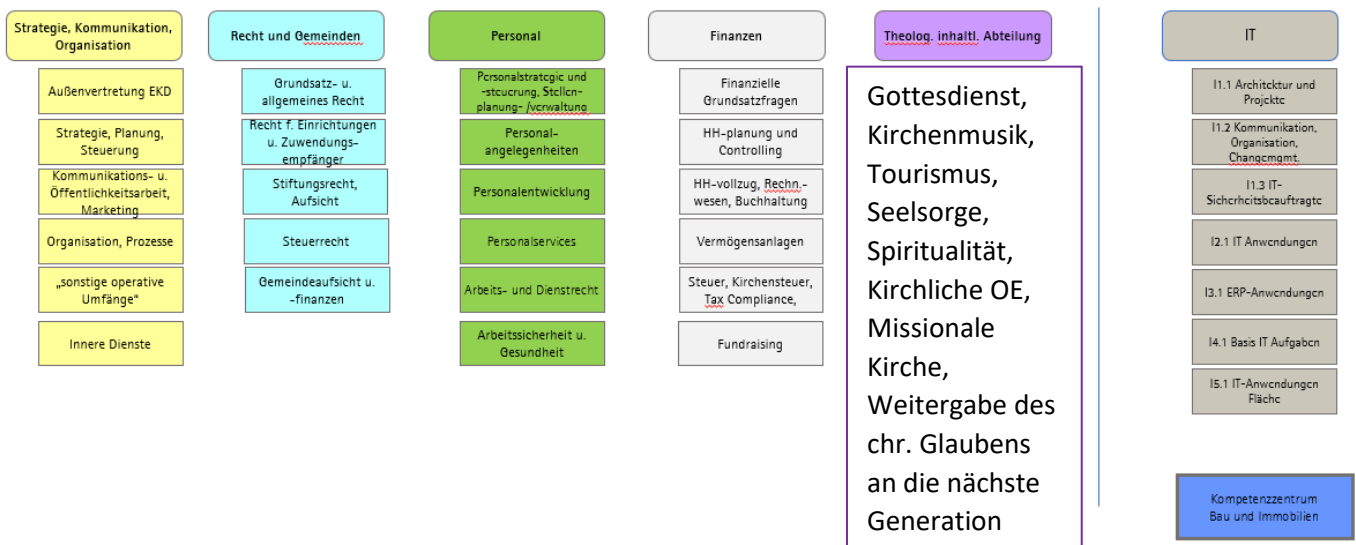 Strategie, Kommunikation,
Organisation
Außenvertretung EKD
Strategie, Planung,
Steuerung
Kommunikations- u.
Öffentlichkeitsarbeit,
Marketing
Organisation, Prozesse
„sonstige operative
Umfänge“
Innere Dienste
Recht und Gemeinden
Grundsatz- u.
allgemeines Recht
Recht f. Einrichtungen
u. Zuwendungs-
empfänger
Stiftungsrecht,
Aufsicht
Steuerrecht
Gemeindeaufsicht u.
-finanzen
Personal
Personalstrategie und
-steuerung, Stellen-
planung- /verwaltung
Personal-
angelegenheiten
Personalentwicklung
Personalservices
Arbeits- und Dienstrecht
Arbeitssicherheit u.
Gesundheit
Finanzen
Finanzielle
Grundsatzfragen
HH-planung und
Controlling
HH-vollzug, Rechn.-
wesen, Buchhaltung
Vermögensanlagen
Steuer, Kirchensteuer,
Tax Compliance,
Fundraising
Theolog. inhaltl. Abteilung
Gottesdienst,
Kirchenmusik,
Tourismus,
Seelsorge,
Spiritualität,
Kirchliche OE,
Missionale
Kirche,
Weitergabe des
chr. Glaubens
an die nächste
Generation
IT
I1.1 Architektur und
Projekte
I1.2 Kommunikation,
Organisation,
Changemgmt.
I1.3 IT-
Sicherheitsbeauftragte
I2.1 IT Anwendungen
I3.1 ERP-Anwendungen
I4.1 Basis IT Aufgaben
I5.1 IT-Anwendungen
Fläche
Kompetenzzentrum
Bau und Immobilien